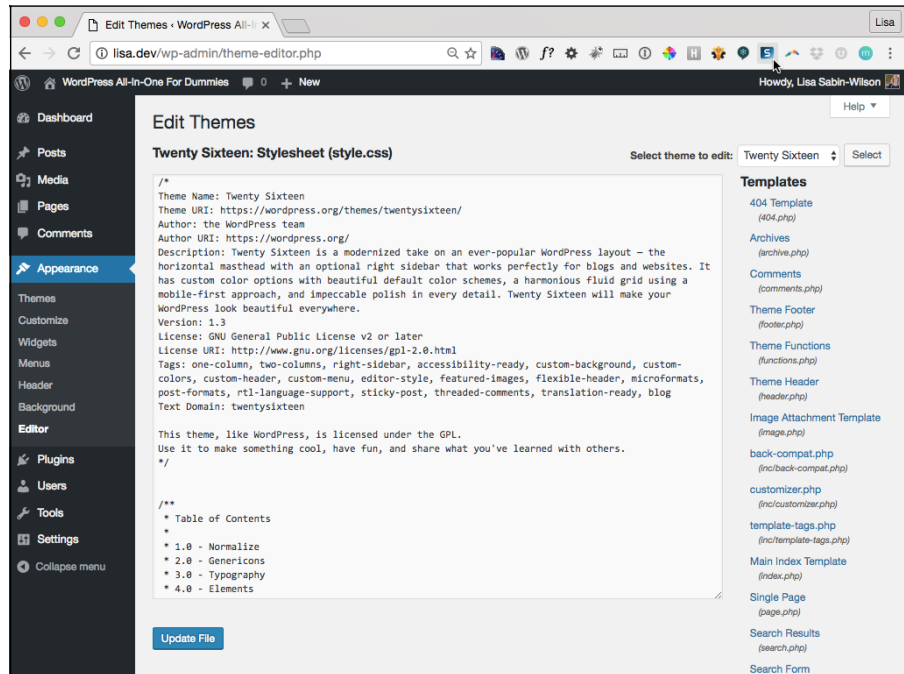 Edit Themes ‹ WordPress All-In
Lisa
lisa.dev/wp-admin/theme-editor.php
WordPress All-In-One For Dummies 0 + New
Howdy, Lisa Sabin-Wilson
Help
Dashboard
Posts
Media
Pages
Comments
Appearance
Themes
Customize
Widgets
Menus
Header
Background
Editor
Plugins
Users
Tools
Settings
Collapse menu
Edit Themes
Twenty Sixteen: Stylesheet (style.css)
Select theme to edit: Twenty Sixteen Select
/*
Theme Name: Twenty Sixteen
Theme URI: https://wordpress.org/themes/twentysixteen/
Author: the WordPress team
Author URI: https://wordpress.org/
Description: Twenty Sixteen is a modernized take on an ever-popular WordPress layout — the
horizontal masthead with an optional right sidebar that works perfectly for blogs and websites. It
has custom color options with beautiful default color schemes, a harmonious fluid grid using a
mobile-first approach, and impeccable polish in every detail. Twenty Sixteen will make your
WordPress look beautiful everywhere.
Version: 1.3
License: GNU General Public License v2 or later
License URI: http://www.gnu.org/licenses/gpl-2.0.html
Tags: one-column, two-columns, right-sidebar, accessibility-ready, custom-background, custom-
colors, custom-header, custom-menu, editor-style, featured-images, flexible-header, microformats,
post-formats, rtl-language-support, sticky-post, threaded-comments, translation-ready, blog
Text Domain: twentysixteen
This theme, like WordPress, is licensed under the GPL.
Use it to make something cool, have fun, and share what you've learned with others.
*/
/**
* Table of Contents
*
* 1.0 - Normalize
* 2.0 - Genericons
* 3.0 - Typography
* 4.0 - Elements
Update File
Templates
404 Template
(404.php)
Archives
(archive.php)
Comments
(comments.php)
Theme Footer
(footer.php)
Theme Functions
(functions.php)
Theme Header
(header.php)
Image Attachment Template
(image.php)
back-compat.php
(inc/back-compat.php)
customizer.php
(inc/customizer.php)
template-tags.php
(inc/template-tags.php)
Main Index Template
(index.php)
Single Page
(page.php)
Search Results
(search.php)
Search Form